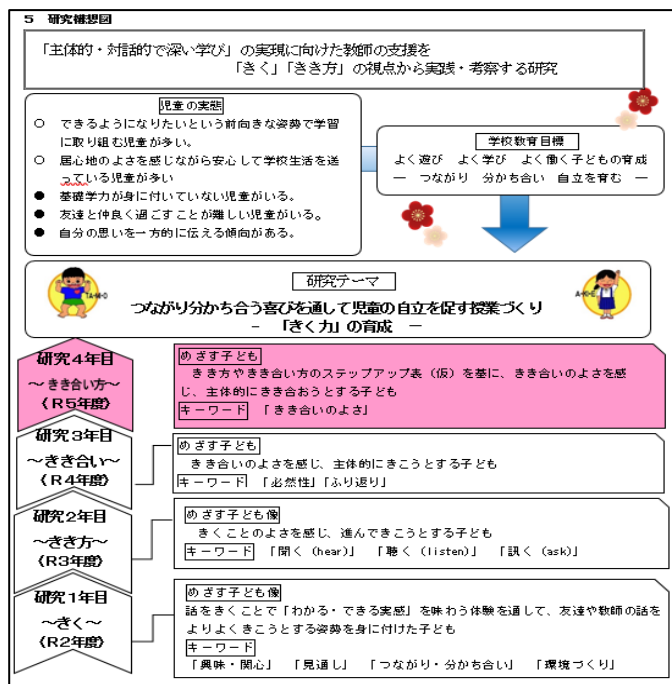 5 研究構想図
「主体的・対話的で深い学び」の実現に向けた教師の支援を
「きく」「きき方」の視点から実践・考察する研究
児童の実態
○ できるようになりたいという前向きな姿勢で学習
に取り組む児童が多い。
○ 居心地のよさを感じながら安心して学校生活を送
っている児童が多い
● 基礎学力が身に付いていない児童がいる。
● 友達と仲良く過ごすことが難しい児童がいる。
● 自分の思いを一方的に伝える傾向がある。
学校教育目標
よく遊び よく学び よく働く子どもの育成
― つながり 分かち合い 自立を育む ―
研究テーマ
つながり分かち合う喜びを通して児童の自立を促す授業づくり
- 「きく力」の育成 ―
TA-M-O
A-KI-E
研究4年目
~きき合い方~
(R5年度)
めざす子ども
きき方やきき合い方のステップアップ表(仮)を基に、きき合いのよさを感
じ、主体的にきき合おうとする子ども
キーワード 「きき合いのよさ」
研究3年目
~きき合い~
(R4年度)
めざす子ども
きき合いのよさを感じ、主体的にきこうとする子ども
キーワード 「必然性」「ふり返り」
研究2年目
~きき方~
(R3年度)
めざす子ども像
きくことのよさを感じ、進んできこうとする子ども
キーワード 「聞く(hear)」 「聴く(listen)」 「訊く(ask)」
研究1年目
~きく~
(R2年度)
めざす子ども像
話をきくことで「わかる・できる実感」を味わう体験を通して、友達や教師の話を
よりよくきこうとする姿勢を身に付けた子ども
キーワード
「興味・関心」 「見通し」 「つながり・分かち合い」 「環境づくり」